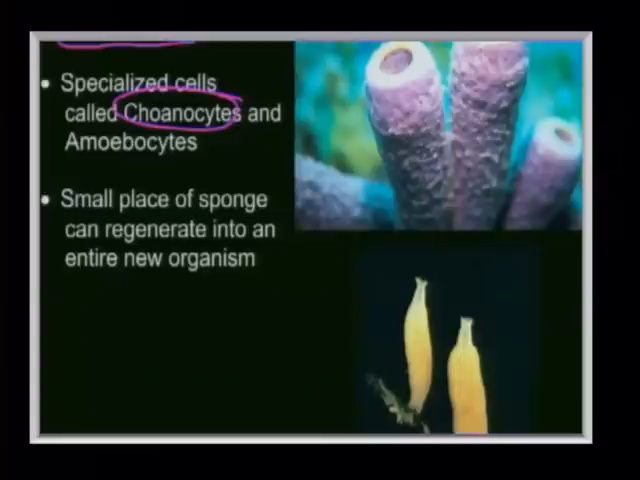 • Specialized cells
called Choanocytes and
Amoebocytes
• Small place of sponge
can regenerate into an
entire new organism